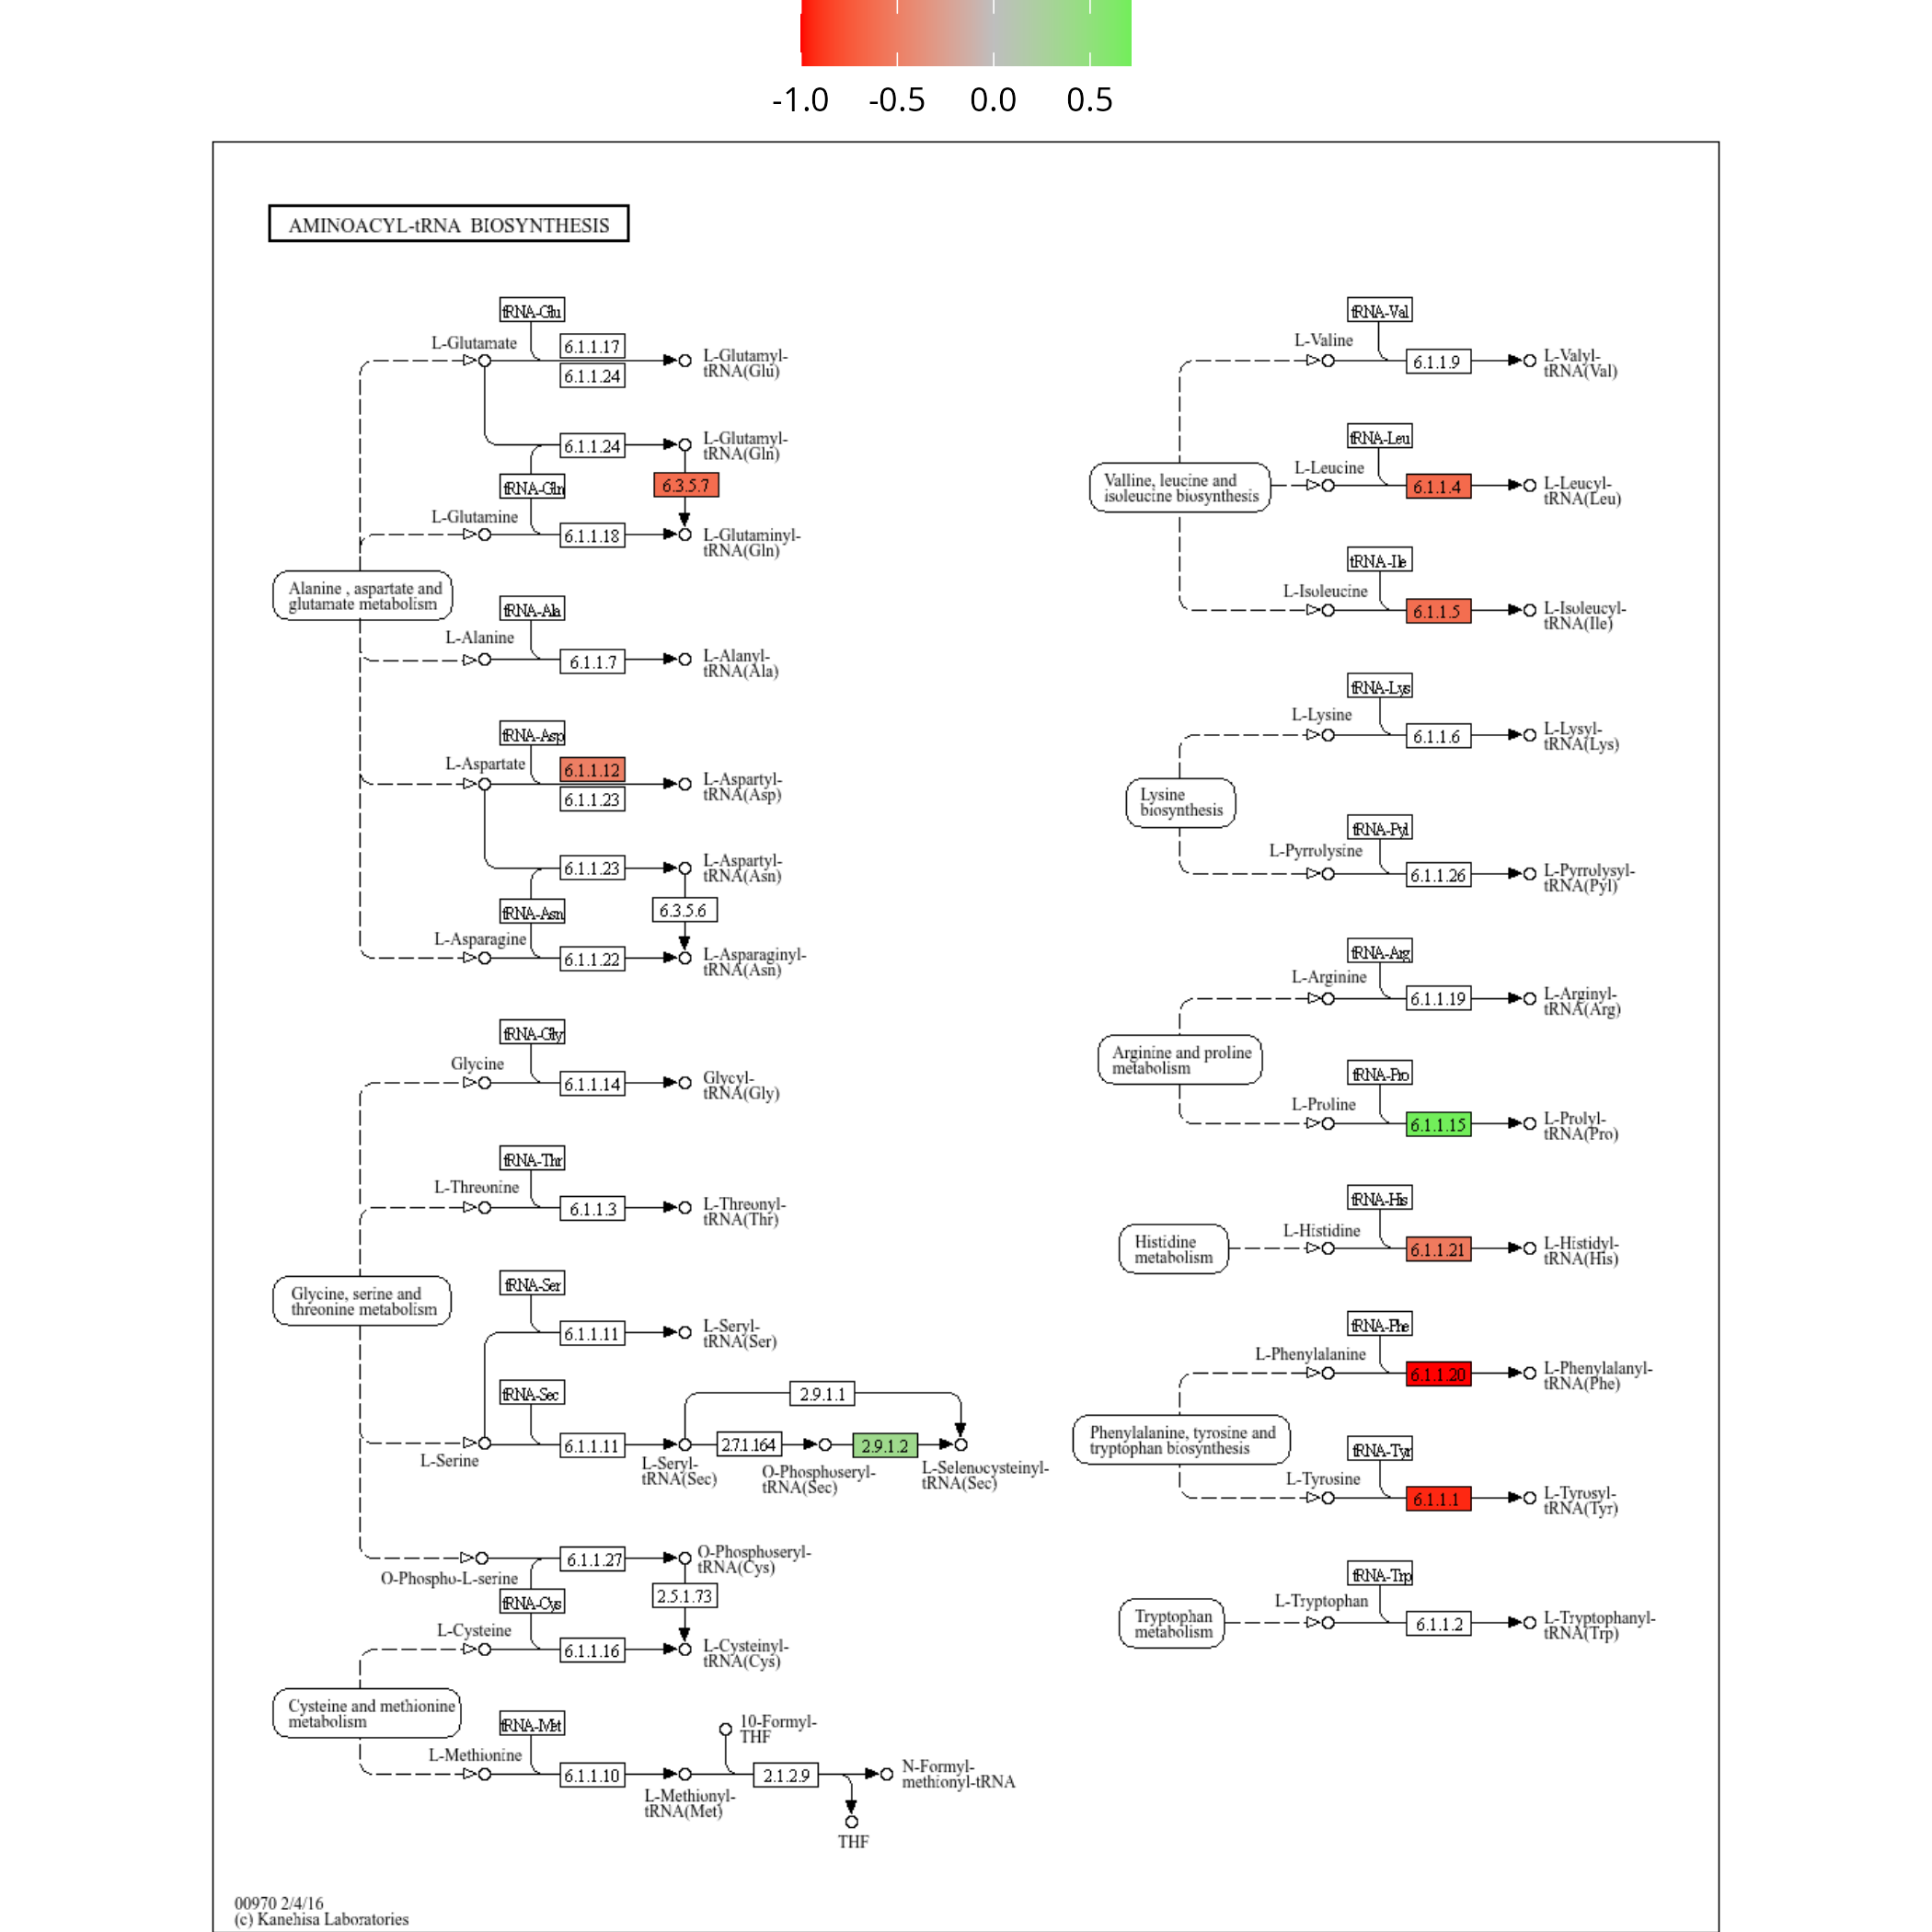 -1.0 -0.5 0.0 0.5
AMINOACYL-tRNA BIOSYNTHESIS
tRNA-Glu
L-Glutamate
6.1.1.17
6.1.1.24
L-Glutamyl-
tRNA(Glu)
6.1.1.24
L-Glutamyl-
tRNA(Gln)
tRNA-Gln
6.3.5.7
L-Glutamine
6.1.1.18
L-Glutaminyl-
tRNA(Gln)
Alanine , aspartate and
glutamate metabolism
tRNA-Ala
L-Alanine
6.1.1.7
L-Alanyl-
tRNA(Ala)
tRNA-Asp
L-Aspartate
6.1.1.12
6.1.1.23
L-Aspartyl-
tRNA(Asp)
6.1.1.23
L-Aspartyl-
tRNA(Asn)
tRNA-Asn
6.3.5.6
L-Asparagine
6.1.1.22
L-Asparaginyl-
tRNA(Asn)
tRNA-Gly
Glycine
6.1.1.14
Glycyl-
tRNA(Gly)
tRNA-Thr
L-Threonine
6.1.1.3
L-Threonyl-
tRNA(Thr)
Glycine, serine and
threonine metabolism
tRNA-Ser
6.1.1.11
L-Seryl-
tRNA(Ser)
tRNA-Sec
2.9.1.1
L-Serine
6.1.1.11
L-Seryl-
tRNA(Sec)
2.7.1.164
O-Phosphoseryl-
tRNA(Sec)
2.9.1.2
L-Selenocysteinyl-
tRNA(Sec)
O-Phospho-L-serine
6.1.1.27
O-Phosphoseryl-
tRNA(Cys)
tRNA-Cys
2.5.1.73
L-Cysteine
6.1.1.16
L-Cysteinyl-
tRNA(Cys)
Cysteine and methionine
metabolism
tRNA-Met
L-Methionine
6.1.1.10
L-Methionyl-
tRNA(Met)
10-Formyl-
THF
2.1.2.9
N-Formyl-
methionyl-tRNA
THF
tRNA-Val
L-Valine
6.1.1.9
L-Valyl-
tRNA(Val)
tRNA-Leu
Valline, leucine and
isoleucine biosynthesis
L-Leucine
6.1.1.4
L-Leucyl-
tRNA(Leu)
tRNA-Ile
L-Isoleucine
6.1.1.5
L-Isoleucyl-
tRNA(Ile)
tRNA-Lys
L-Lysine
6.1.1.6
L-Lysyl-
tRNA(Lys)
Lysine
biosynthesis
tRNA-Pyl
L-Pyrrolysine
6.1.1.26
L-Pyrrolysyl-
tRNA(Pyl)
tRNA-Arg
L-Arginine
6.1.1.19
L-Arginyl-
tRNA(Arg)
Arginine and proline
metabolism
tRNA-Pro
L-Proline
6.1.1.15
L-Prolyl-
tRNA(Pro)
tRNA-His
Histidine
metabolism
L-Histidine
6.1.1.21
L-Histidyl-
tRNA(His)
tRNA-Phe
L-Phenylalanine
6.1.1.20
L-Phenylalanyl-
tRNA(Phe)
Phenylalanine, tyrosine and
tryptophan biosynthesis
tRNA-Tyr
L-Tyrosine
6.1.1.1
L-Tyrosyl-
tRNA(Tyr)
tRNA-Trp
Tryptophan
metabolism
L-Tryptophan
6.1.1.2
L-Tryptophanyl-
tRNA(Trp)
00970 2/4/16
(c) Kanehisa Laboratories